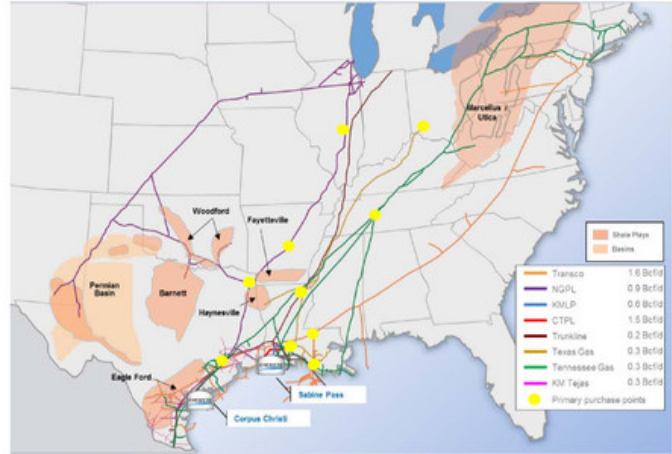 Marcellus /
Utica
Woodford
Fayetteville
Permian
Basin
Barnett
Haynesville
Eagle Ford
Sabine Pass
Corpus Christi
Shale Plays
Basins
Transco 1.6 Bcf/d
NGPL 0.9 Bcf/d
KMLP 0.6 Bcf/d
CTPL 1.5 Bcf/d
Trunkline 0.2 Bcf/d
Texas Gas 0.3 Bcf/d
Tennessee Gas 0.3 Bcf/d
KM Tejas 0.3 Bcf/d
Primary purchase points